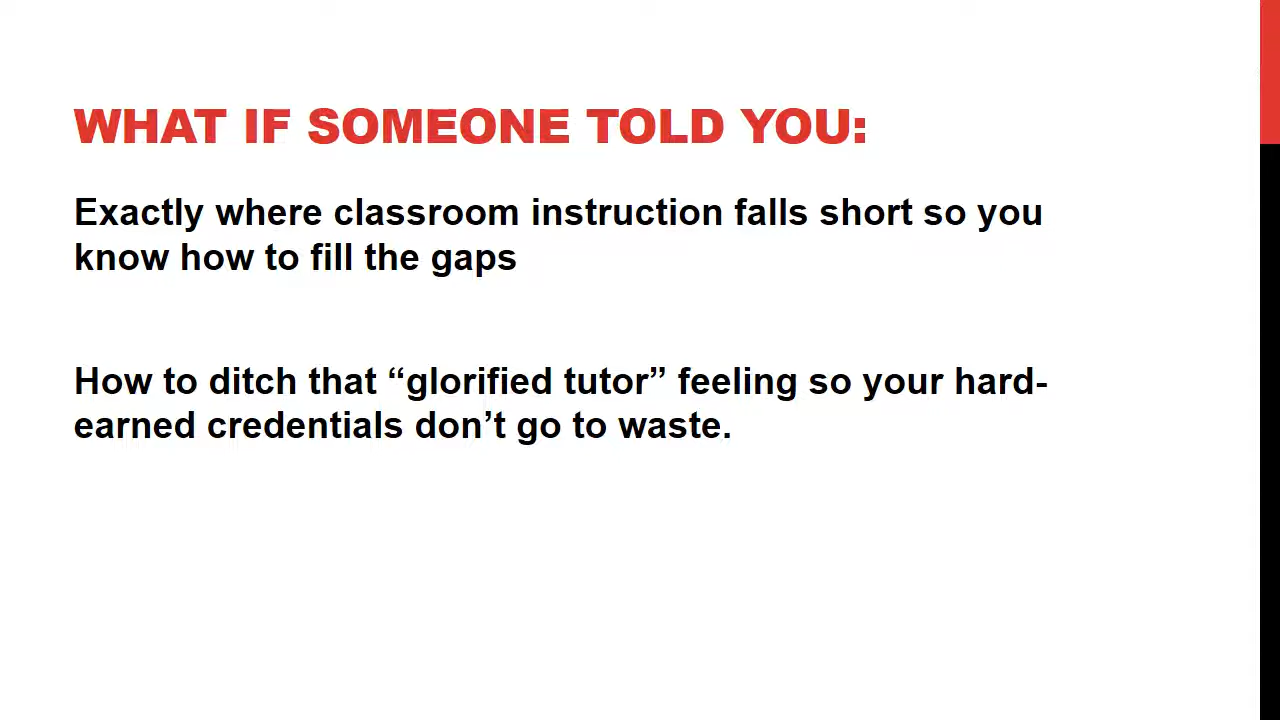 WHAT IF SOMEONE TOLD YOU:
Exactly where classroom instruction falls short so you
know how to fill the gaps
How to ditch that “glorified tutor” feeling so your hard-
earned credentials don’t go to waste.